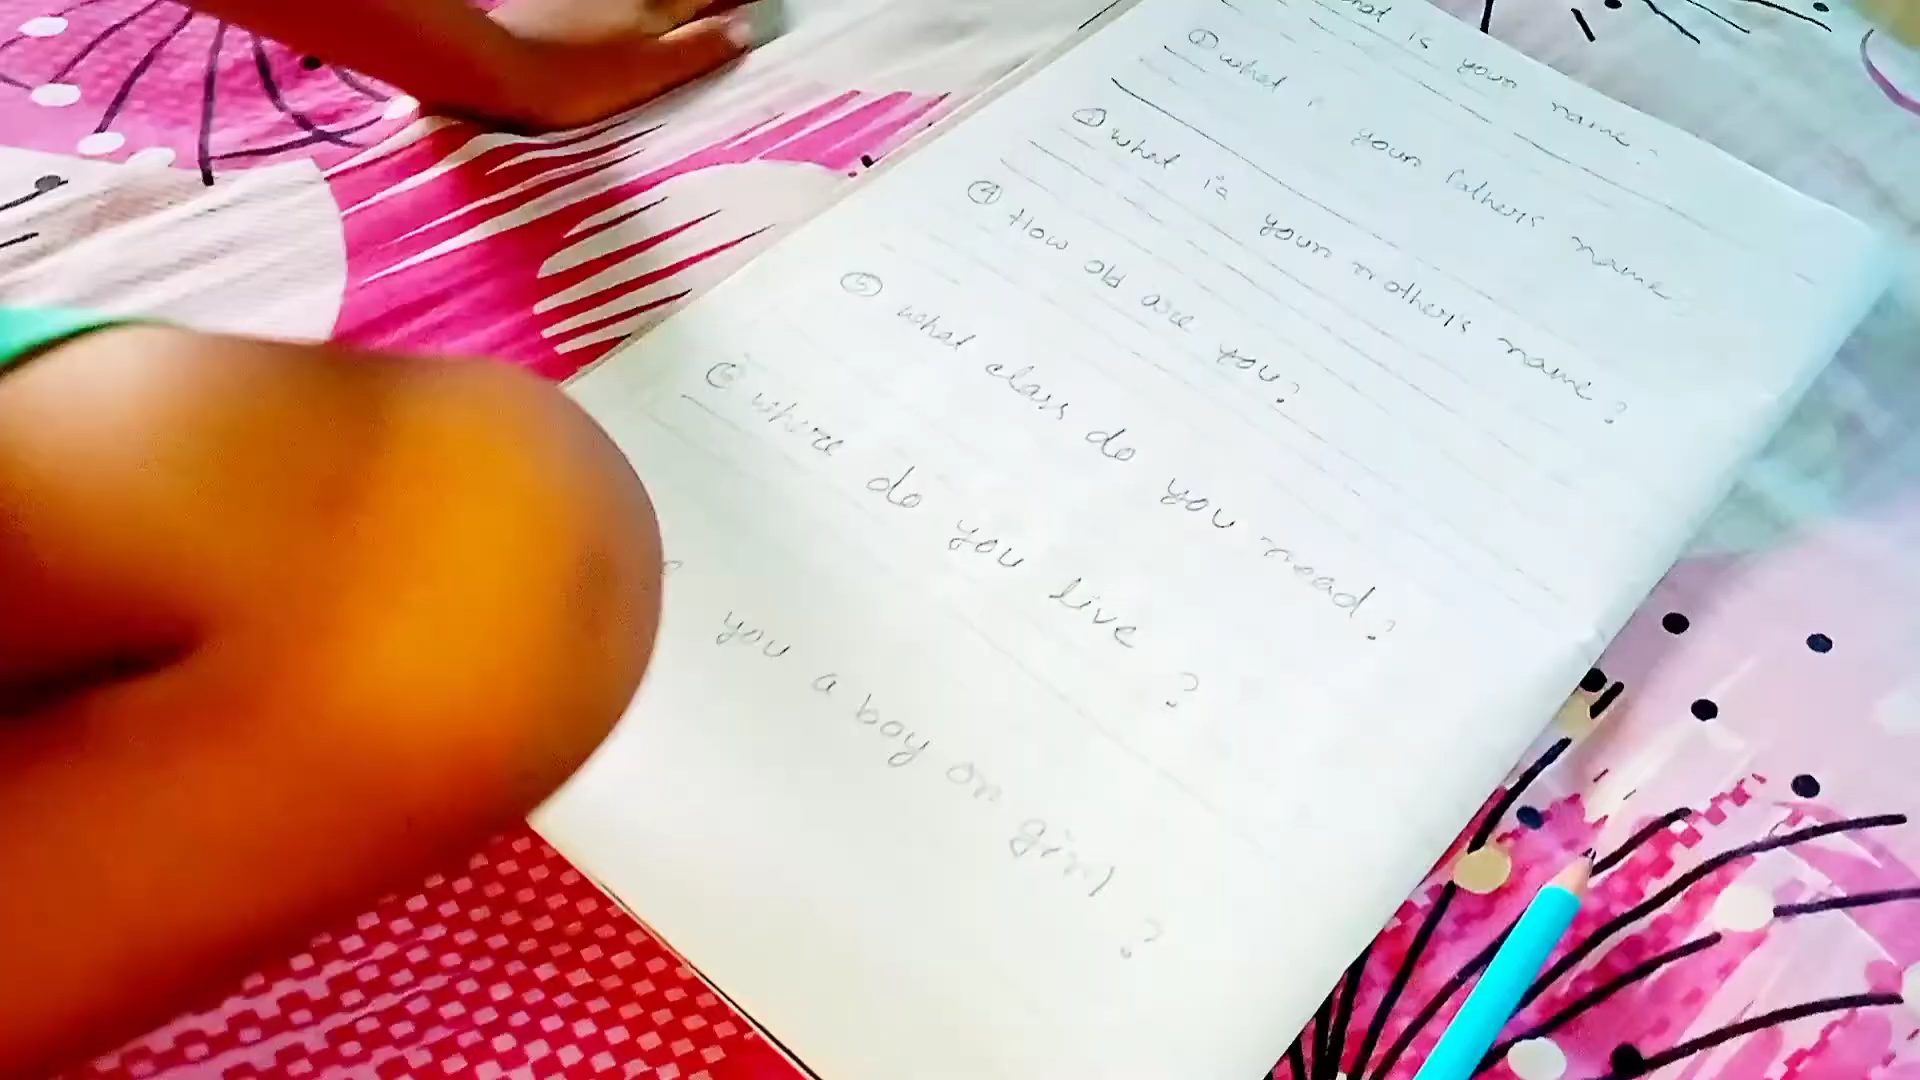 is your name?
② what is your father's name?
③ what is your mother's name?
④ How old are you?
⑤ what class do you read?
⑥ where do you live?
you a boy or girl?